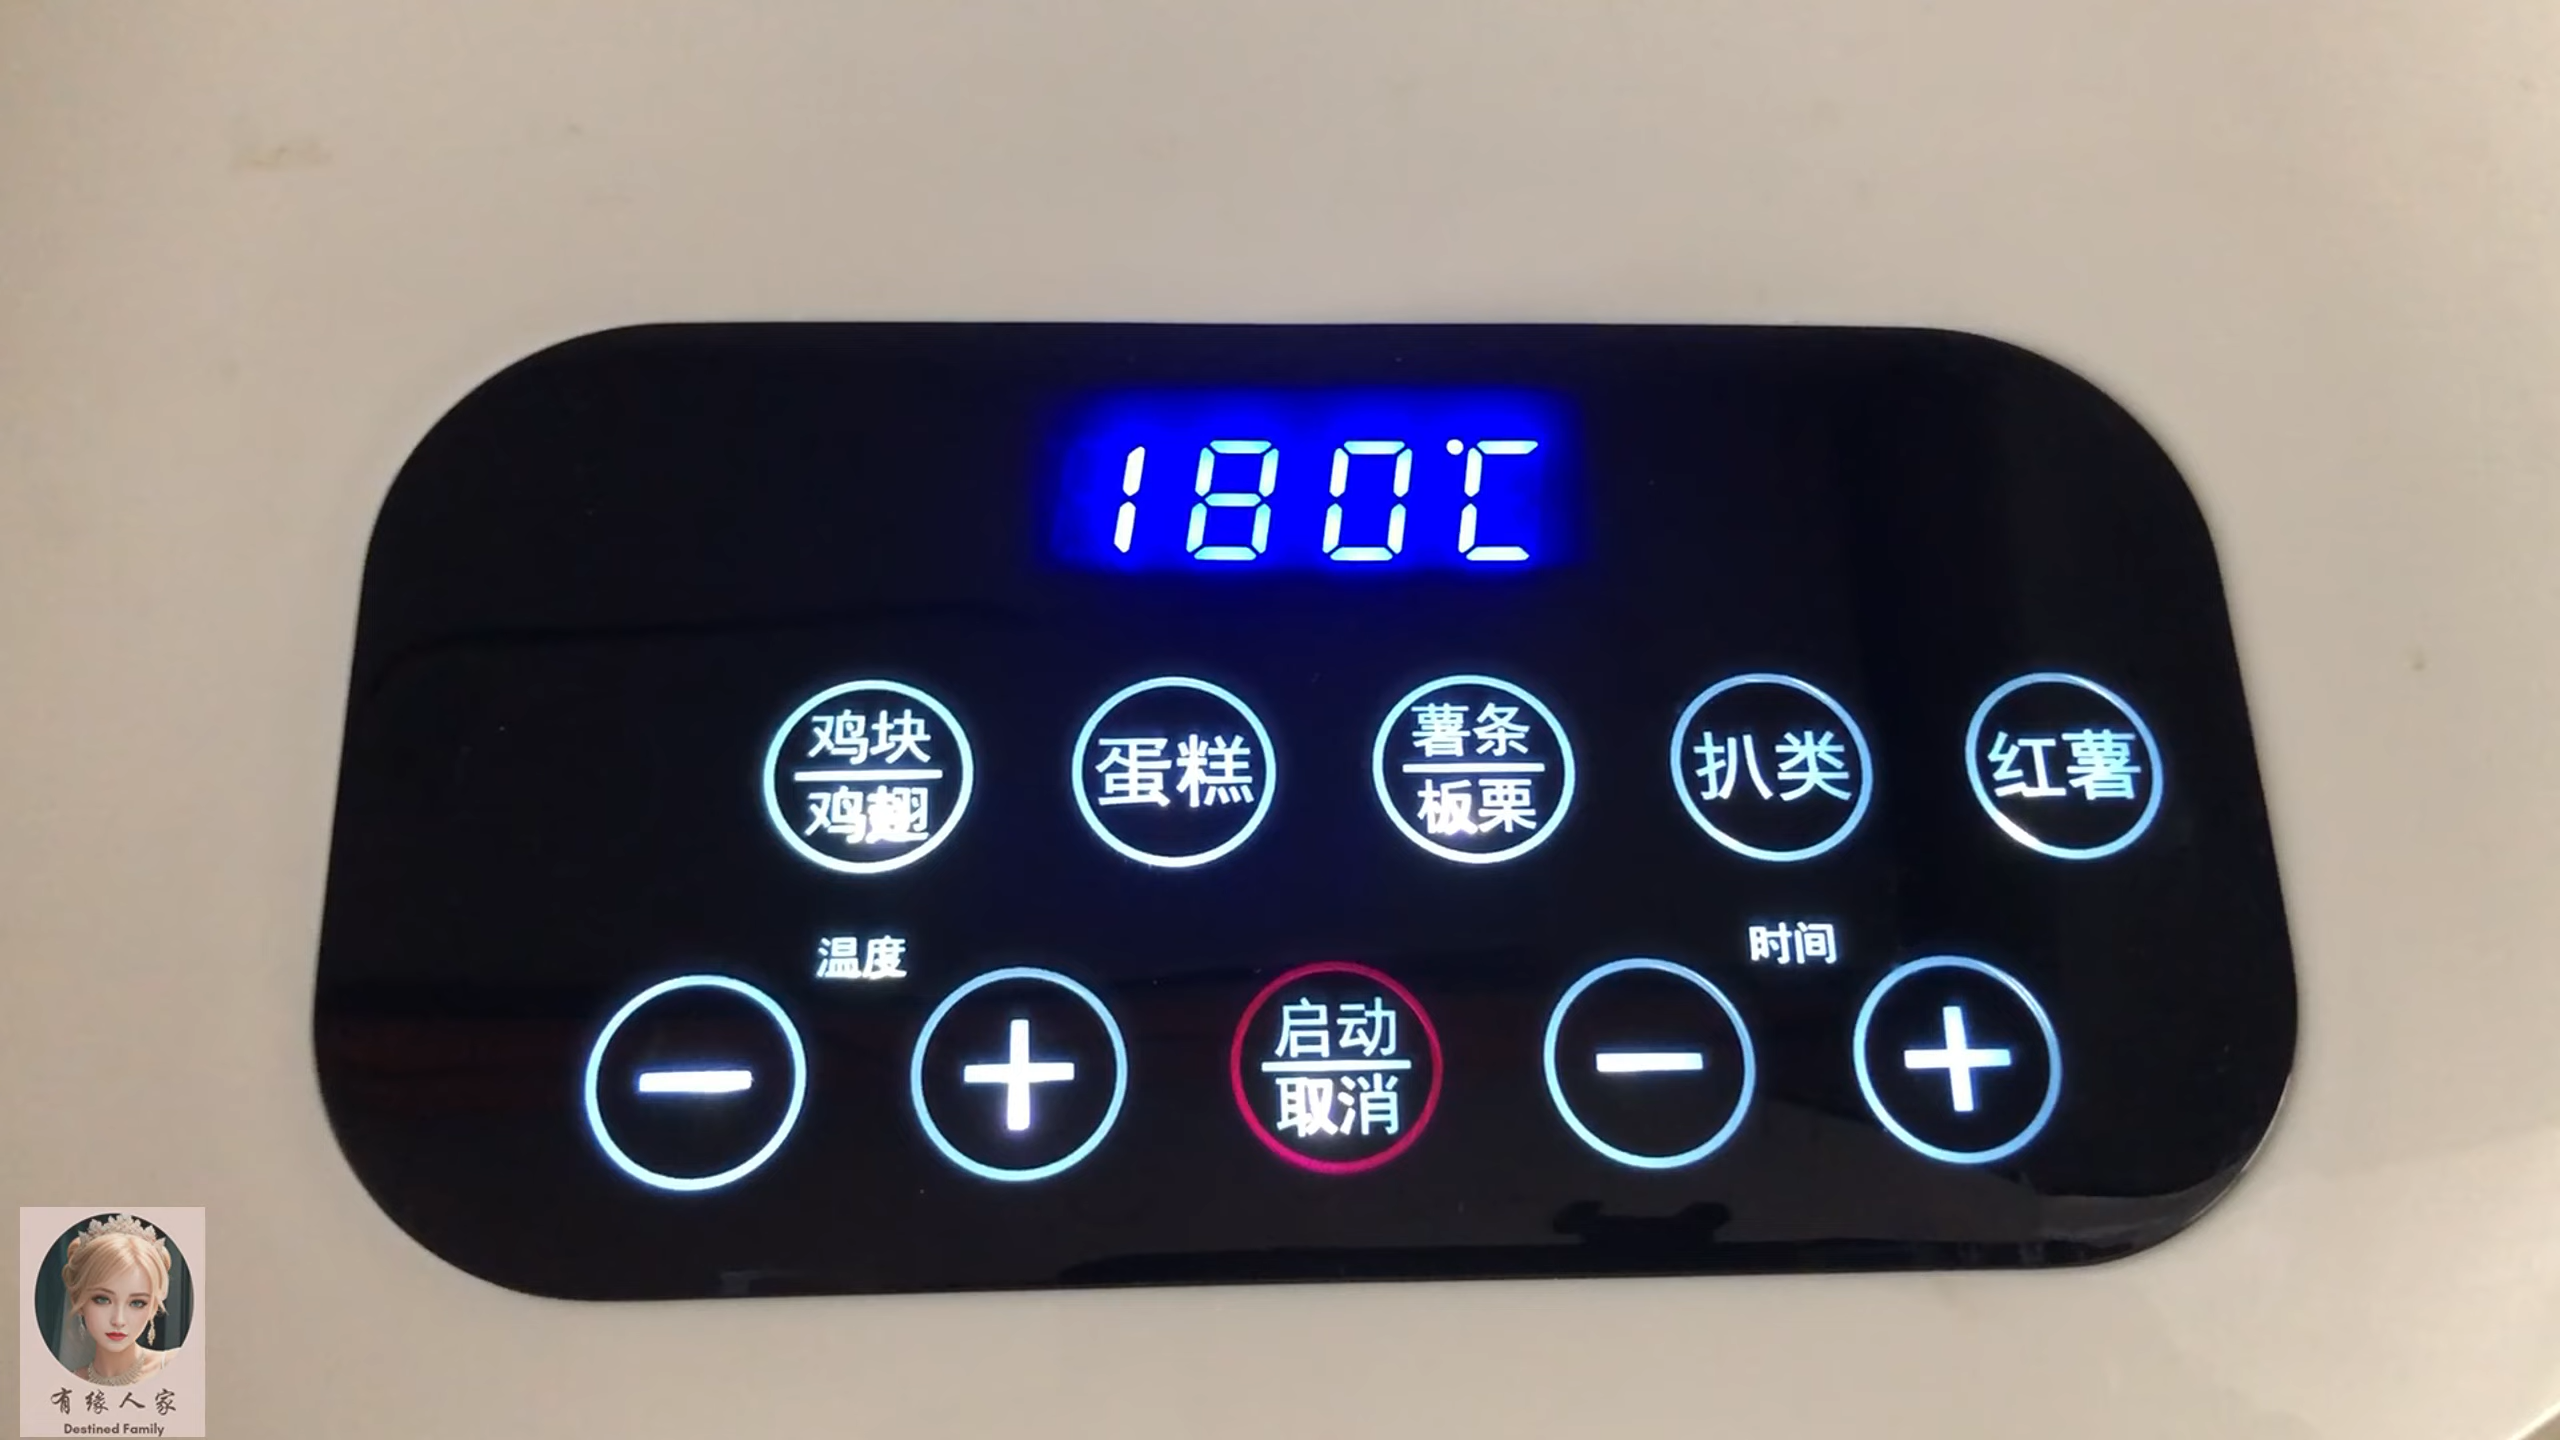 180℃
鸡块
鸡翅
蛋糕
薯条
板栗
扒类
红薯
温度
时间
－
＋
启动
取消
－
＋
有缘人家
Destined Family